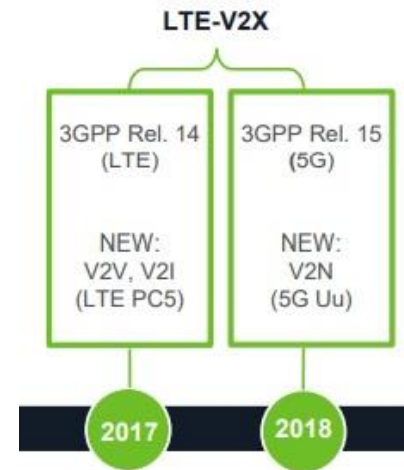 LTE-V2X
3GPP Rel. 14
(LTE)
NEW:
V2V, V2I
(LTE PC5)
3GPP Rel. 15
(5G)
NEW:
V2N
(5G Uu)
2017
2018